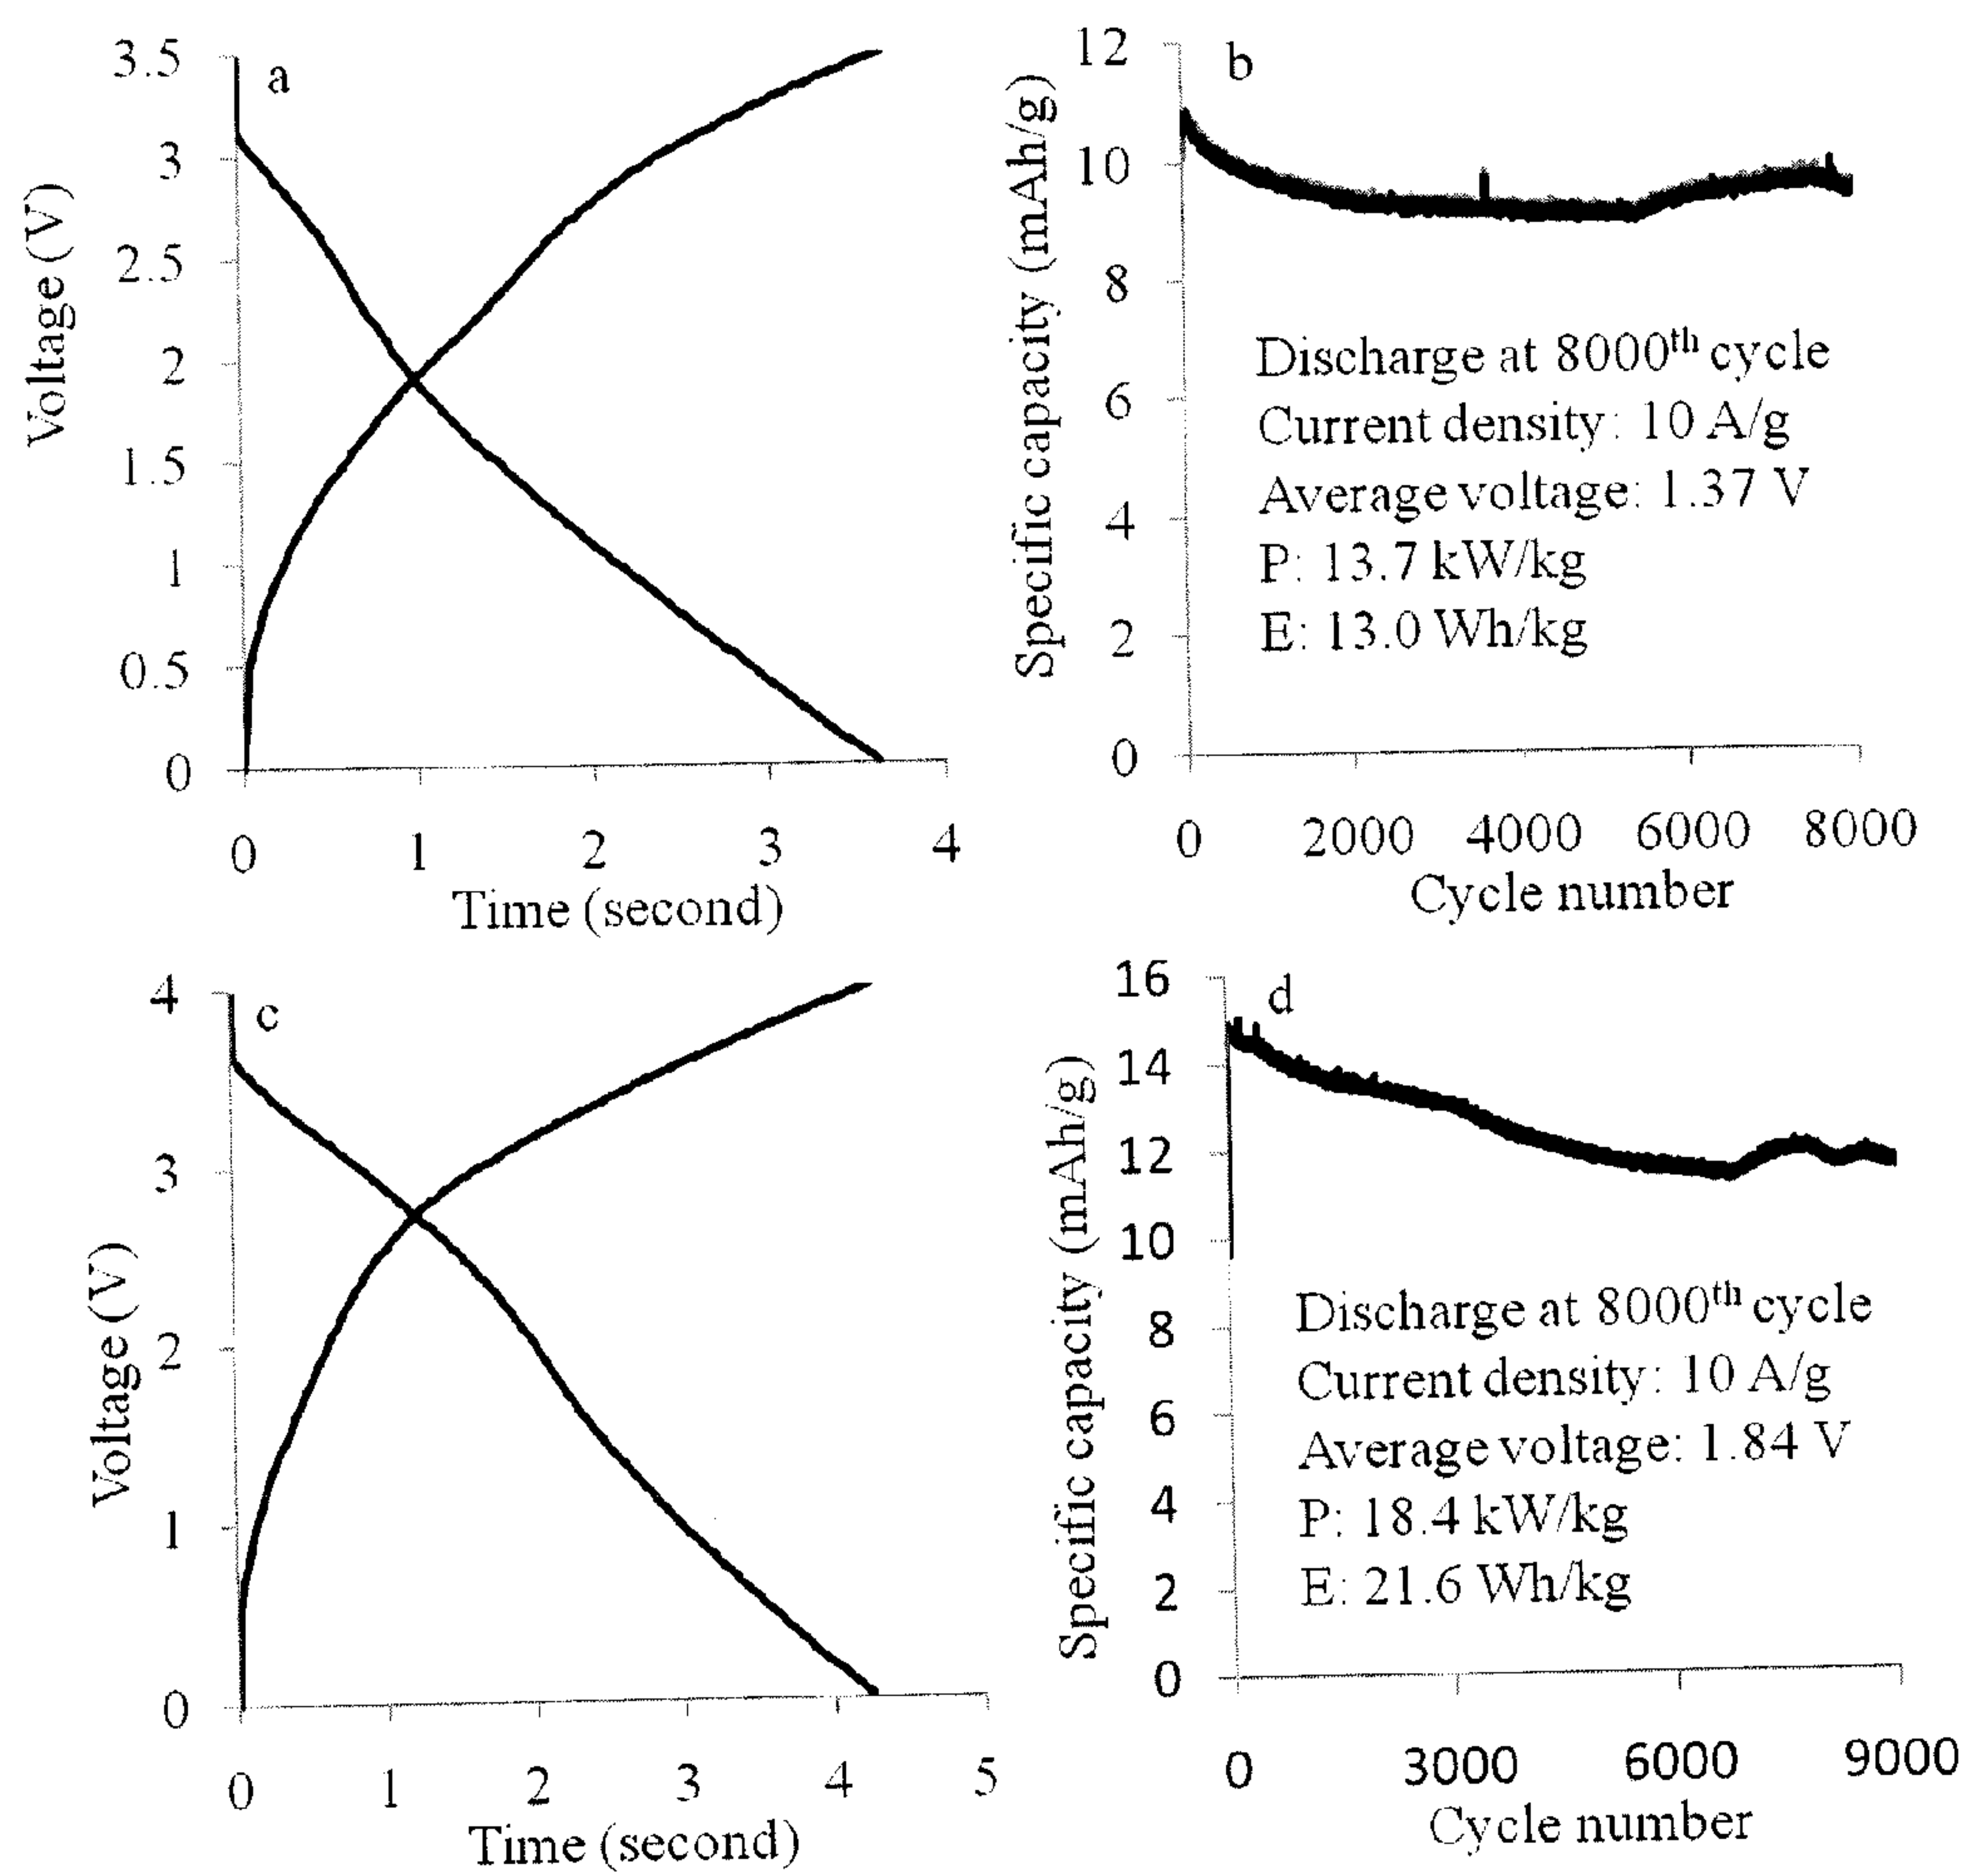 a
3.5
3
2.5
2
1.5
1
0.5
0
Voltage (V)
0 1 2 3 4
Time (second)
b
12
10
8
6
4
2
0
Specific capacity (mAh/g)
Discharge at 8000th cycle
Current density: 10 A/g
Average voltage: 1.37 V
P: 13.7 kW/kg
E: 13.0 Wh/kg
0 2000 4000 6000 8000
Cycle number
c
4
3
2
1
0
Voltage (V)
0 1 2 3 4 5
Time (second)
d
16
14
12
10
8
6
4
2
0
Specific capacity (mAh/g)
Discharge at 8000th cycle
Current density: 10 A/g
Average voltage: 1.84 V
P: 18.4 kW/kg
E: 21.6 Wh/kg
0 3000 6000 9000
Cycle number